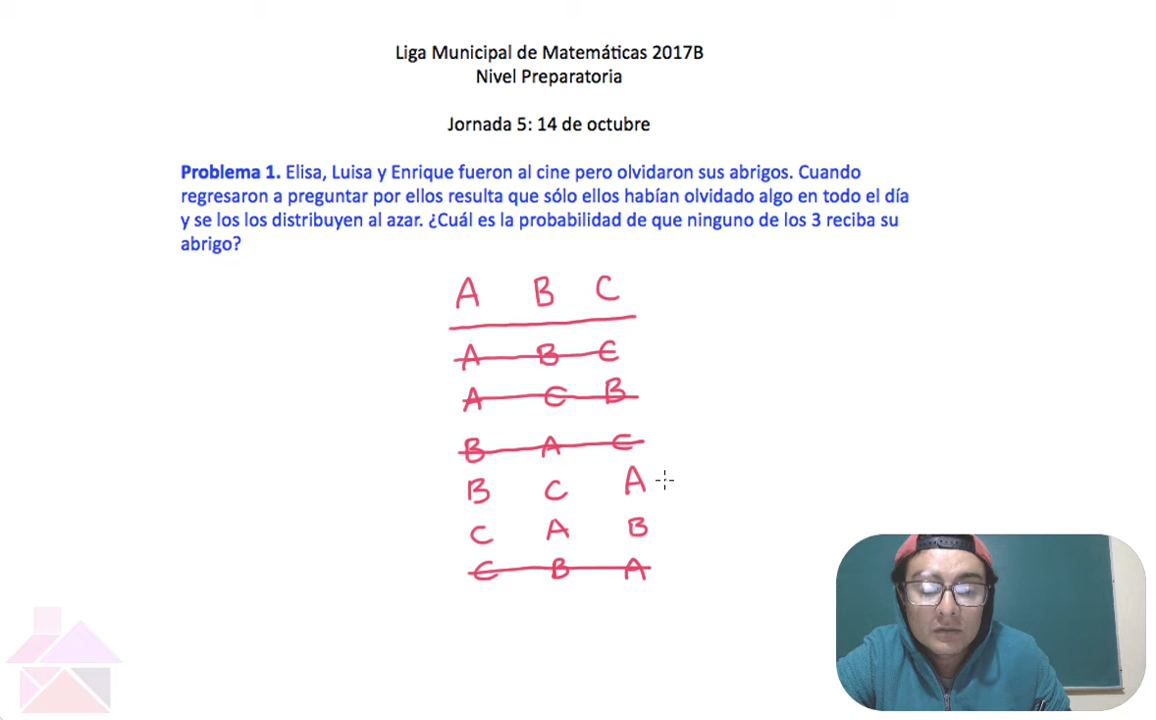 Liga Municipal de Matemáticas 2017B
Nivel Preparatoria
Jornada 5: 14 de octubre
Problema 1. Elisa, Luisa y Enrique fueron al cine pero olvidaron sus abrigos. Cuando
regresaron a preguntar por ellos resulta que sólo ellos habían olvidado algo en todo el día
y se los los distribuyen al azar. ¿Cuál es la probabilidad de que ninguno de los 3 reciba su
abrigo?
A B C
A B C
A C B
B A C
B C A
C A B
C B A